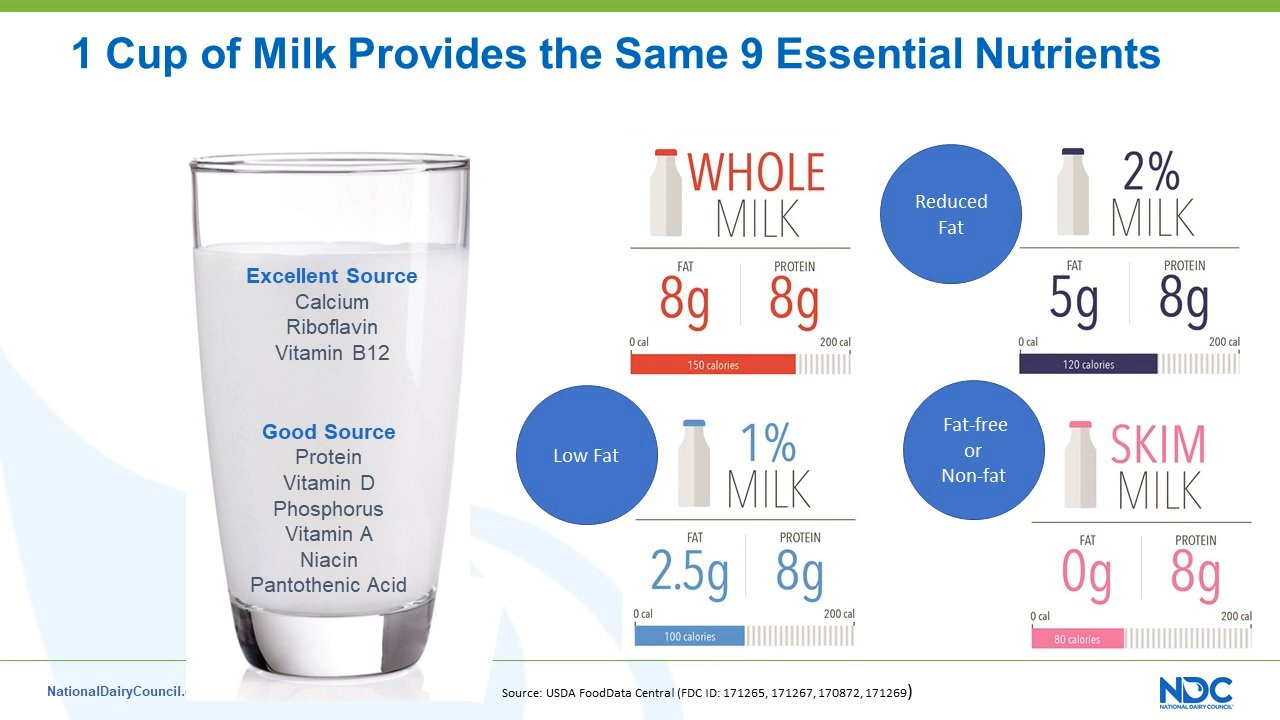 1 Cup of Milk Provides the Same 9 Essential Nutrients
Excellent Source
Calcium
Riboflavin
Vitamin B12
Good Source
Protein
Vitamin D
Phosphorus
Vitamin A
Niacin
Pantothenic Acid
WHOLE
MILK
FAT PROTEIN
8g 8g
0 cal 200 cal
150 calories
Reduced
Fat
2%
MILK
FAT PROTEIN
5g 8g
0 cal 200 cal
120 calories
Low Fat
1%
MILK
FAT PROTEIN
2.5g 8g
0 cal 200 cal
100 calories
Fat-free
or
Non-fat
SKIM
MILK
FAT PROTEIN
0g 8g
0 cal 200 cal
80 calories
NationalDairyCouncil.
Source: USDA FoodData Central (FDC ID: 171265, 171267, 170872, 171269)
NDC
NATIONAL DAIRY COUNCIL